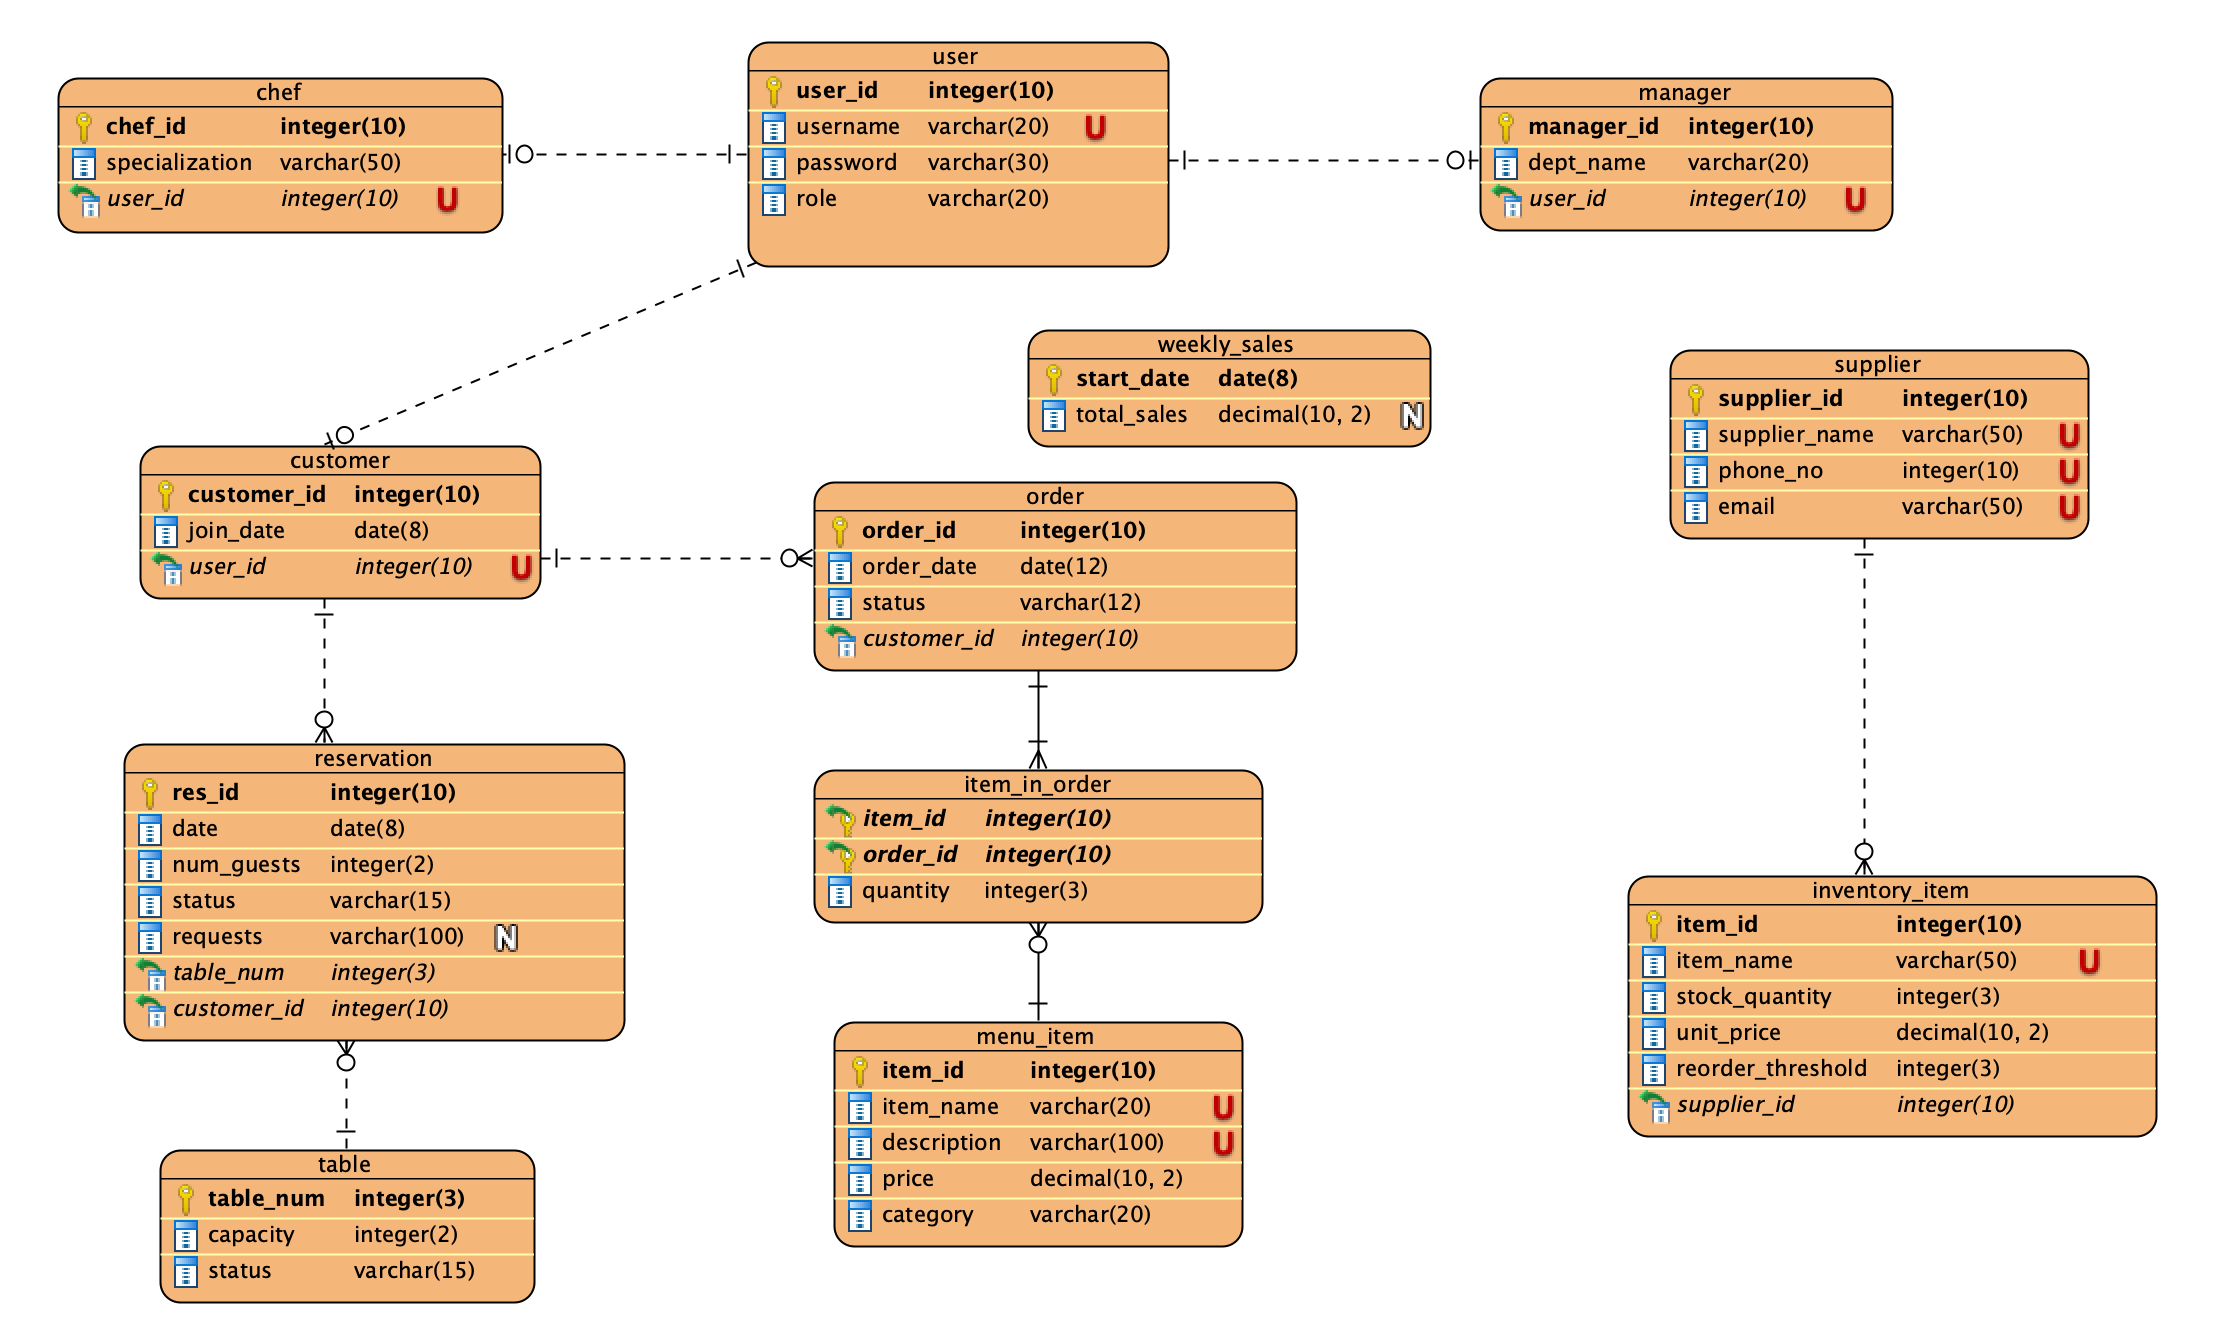 chef
chef_id integer(10)
specialization varchar(50)
user_id integer(10) U
user
user_id integer(10)
username varchar(20) U
password varchar(30)
role varchar(20)
manager
manager_id integer(10)
dept_name varchar(20)
user_id integer(10) U
weekly_sales
start_date date(8)
total_sales decimal(10, 2) N
supplier
supplier_id integer(10)
supplier_name varchar(50) U
phone_no integer(10) U
email varchar(50) U
customer
customer_id integer(10)
join_date date(8)
user_id integer(10) U
order
order_id integer(10)
order_date date(12)
status varchar(12)
customer_id integer(10)
reservation
res_id integer(10)
date date(8)
num_guests integer(2)
status varchar(15)
requests varchar(100) N
table_num integer(3)
customer_id integer(10)
item_in_order
item_id integer(10)
order_id integer(10)
quantity integer(3)
inventory_item
item_id integer(10)
item_name varchar(50) U
stock_quantity integer(3)
unit_price decimal(10, 2)
reorder_threshold integer(3)
supplier_id integer(10)
menu_item
item_id integer(10)
item_name varchar(20) U
description varchar(100) U
price decimal(10, 2)
category varchar(20)
table
table_num integer(3)
capacity integer(2)
status varchar(15)